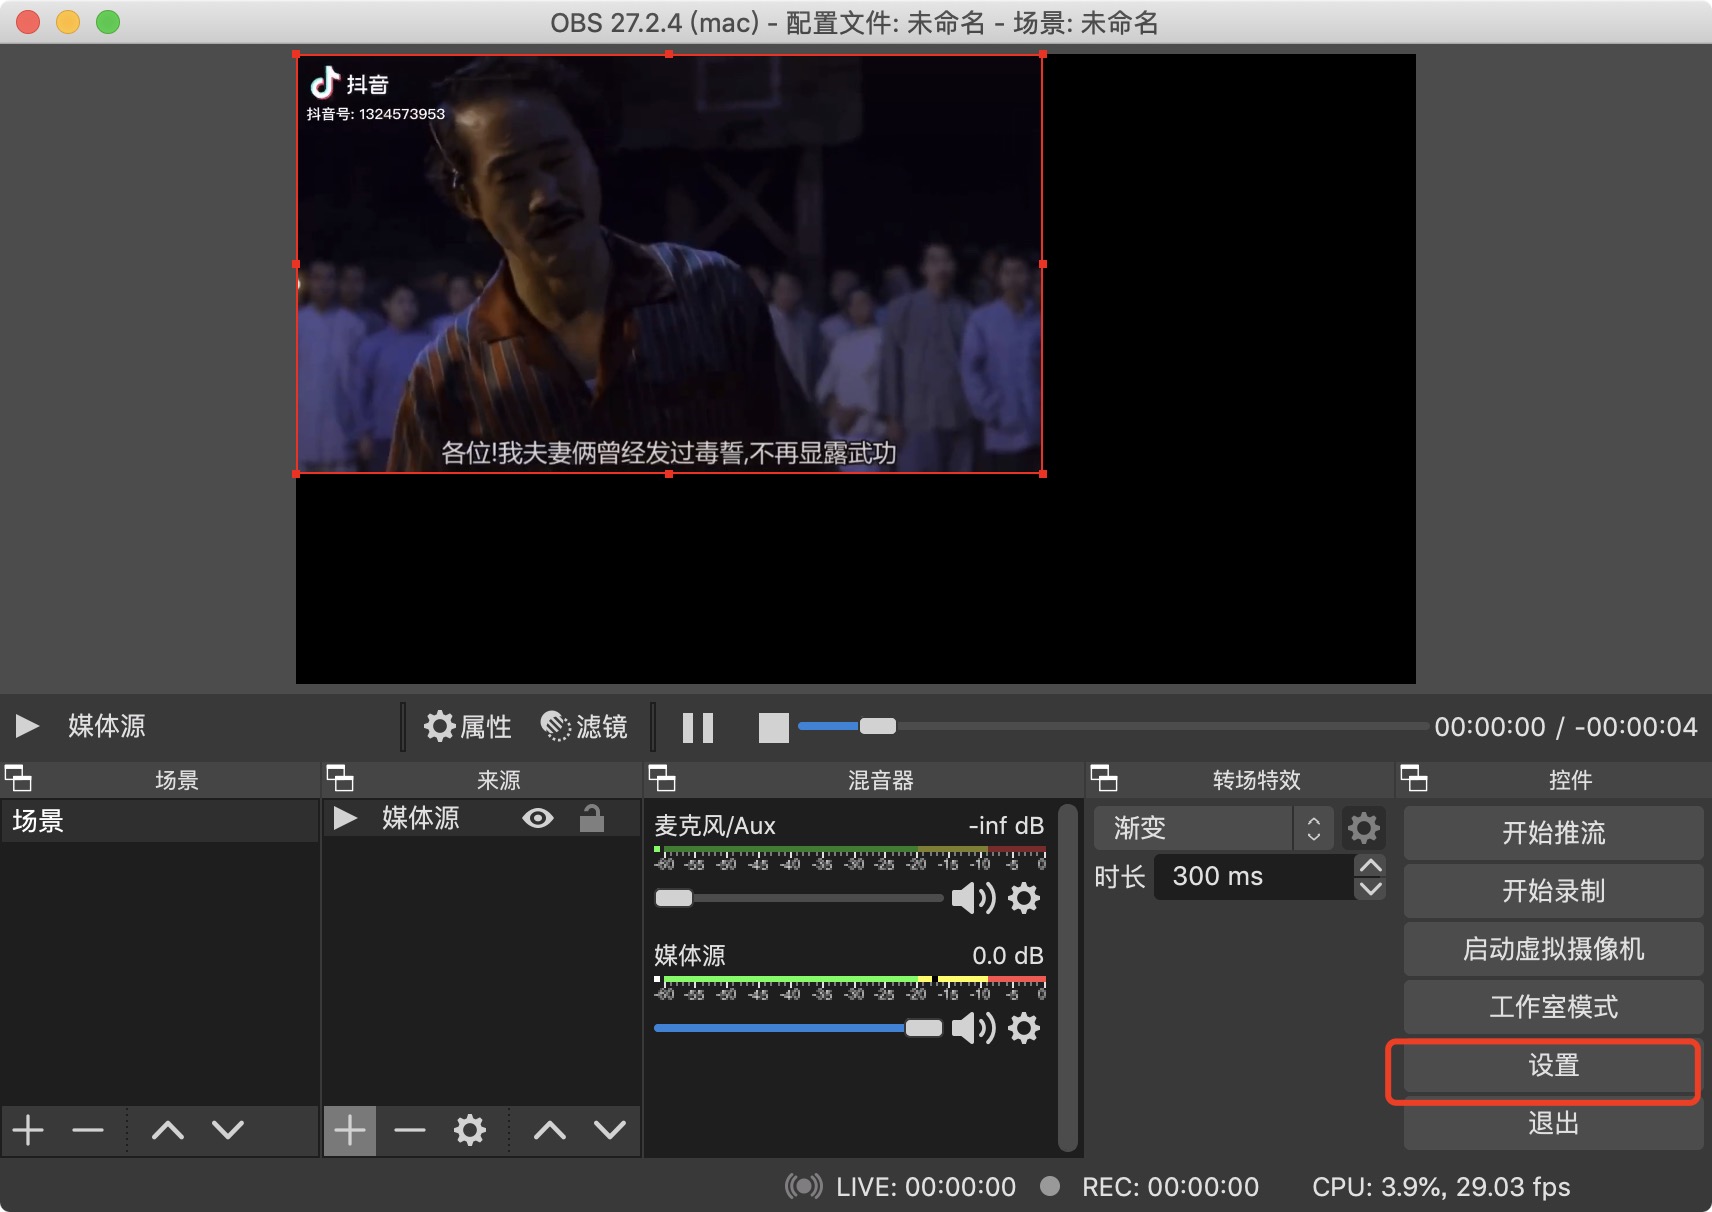 OBS 27.2.4 (mac) - 配置文件: 未命名 - 场景: 未命名
抖音
抖音号: 1324573953
各位!我夫妻俩曾经发过毒誓,不再显露武功
媒体源
属性
滤镜
00:00:00 / -00:00:04
场景
来源
混音器
转场特效
控件
场景
媒体源
麦克风/Aux
-inf dB
-60 -55 -50 -45 -40 -35 -30 -25 -20 -15 -10 -5 0
媒体源
0.0 dB
-60 -55 -50 -45 -40 -35 -30 -25 -20 -15 -10 -5 0
渐变
时长
300 ms
开始推流
开始录制
启动虚拟摄像机
工作室模式
设置
退出
LIVE: 00:00:00
REC: 00:00:00
CPU: 3.9%, 29.03 fps